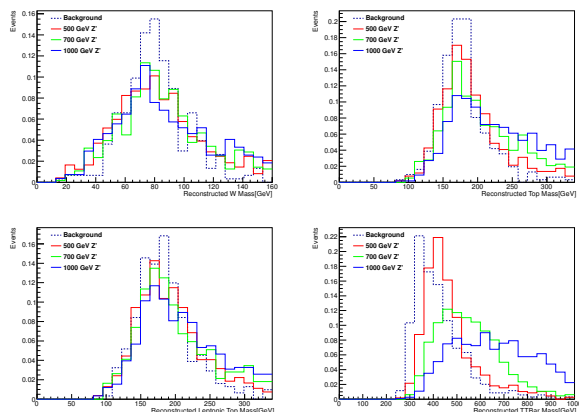 Events
0.16
0.14
0.12
0.1
0.08
0.06
0.04
0.02
0
Background
500 GeV Z'
700 GeV Z'
1000 GeV Z'
0 20 40 60 80 100 120 140 160
Reconstructed W Mass[GeV]
Events
0.2
0.18
0.16
0.14
0.12
0.1
0.08
0.06
0.04
0.02
0
Background
500 GeV Z'
700 GeV Z'
1000 GeV Z'
0 50 100 150 200 250 300
Reconstructed Top Mass[GeV]
Events
0.16
0.14
0.12
0.1
0.08
0.06
0.04
0.02
Background
500 GeV Z'
700 GeV Z'
1000 GeV Z'
0 50 100 150 200 250 300
Reconstructed Leptonic Top Mass[GeV]
Events
0.22
0.2
0.18
0.16
0.14
0.12
0.1
0.08
0.06
0.04
0.02
0
Background
500 GeV Z'
700 GeV Z'
1000 GeV Z'
0 100 200 300 400 500 600 700 800 900 1000
Reconstructed TTBar Mass[GeV]